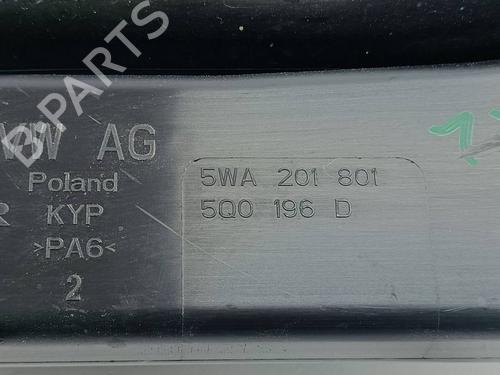 B-PARTS
VW AG
Poland
R KYP
>PA6<
2
5WA 201 801
5Q0 196 D